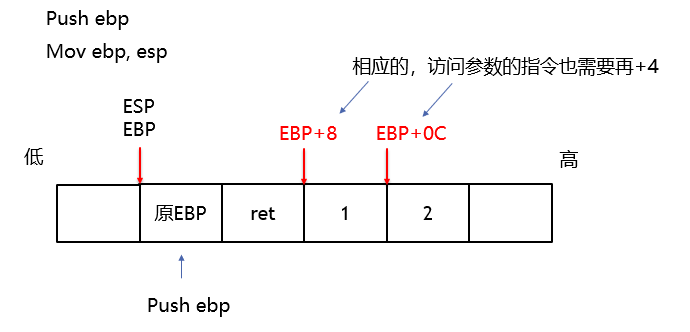 Push ebp
Mov ebp, esp
相应的，访问参数的指令也需要再+4
ESP
EBP
EBP+8
EBP+0C
低
高
原EBP
ret
1
2
Push ebp